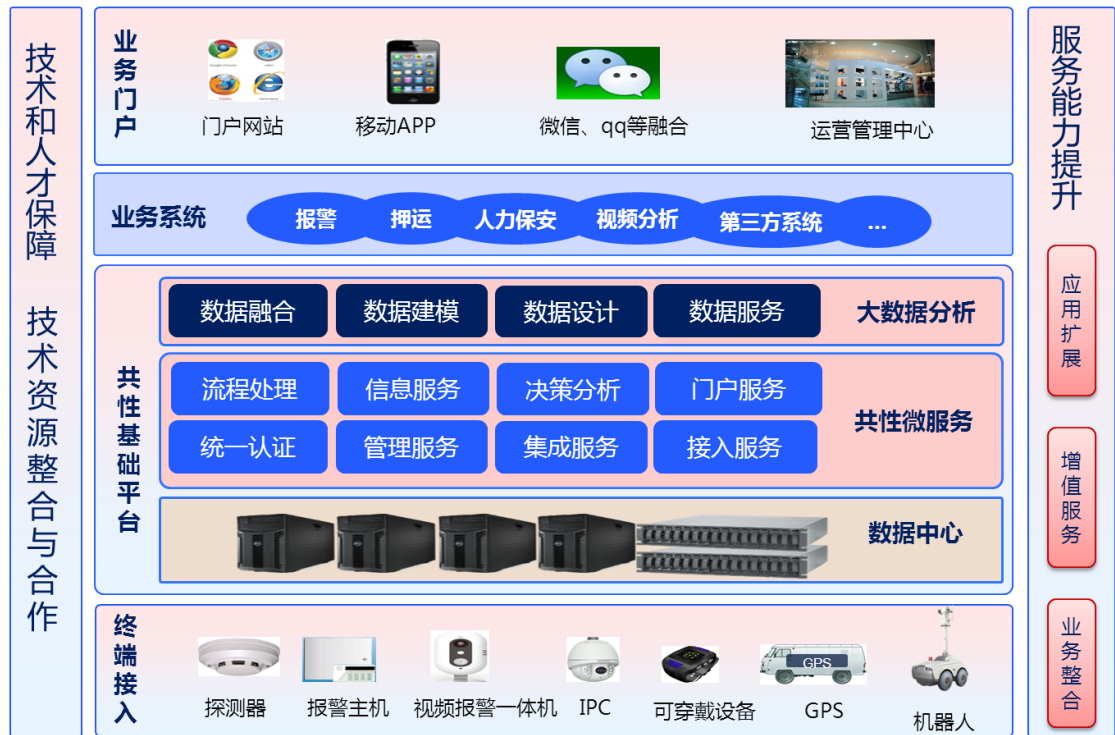 技术和人才保障
技术资源整合与合作
业务门户
Google Chrome
门户网站
移动APP
微信、qq等融合
运营管理中心
业务系统
报警
押运
人力保安
视频分析
第三方系统
...
共性基础平台
数据融合
数据建模
数据设计
数据服务
大数据分析
流程处理
信息服务
决策分析
门户服务
统一认证
管理服务
集成服务
接入服务
共性微服务
数据中心
终端接入
探测器
报警主机
视频报警一体机
IPC
可穿戴设备
GPS
GPS
机器人
服务能力提升
应用扩展
增值服务
业务整合